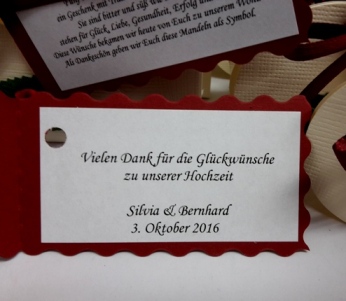 ein Geschenk mit
Sie sind bitter und süß wie
stehen für Glück, Liebe, Gesundheit, Erfolg und
Diese Wünsche bekamen wir heute von Euch zu unserem
Als Dankeschön geben wir Euch diese Mandeln als Symbol.
Vielen Dank für die Glückwünsche
zu unserer Hochzeit
Silvia & Bernhard
3. Oktober 2016